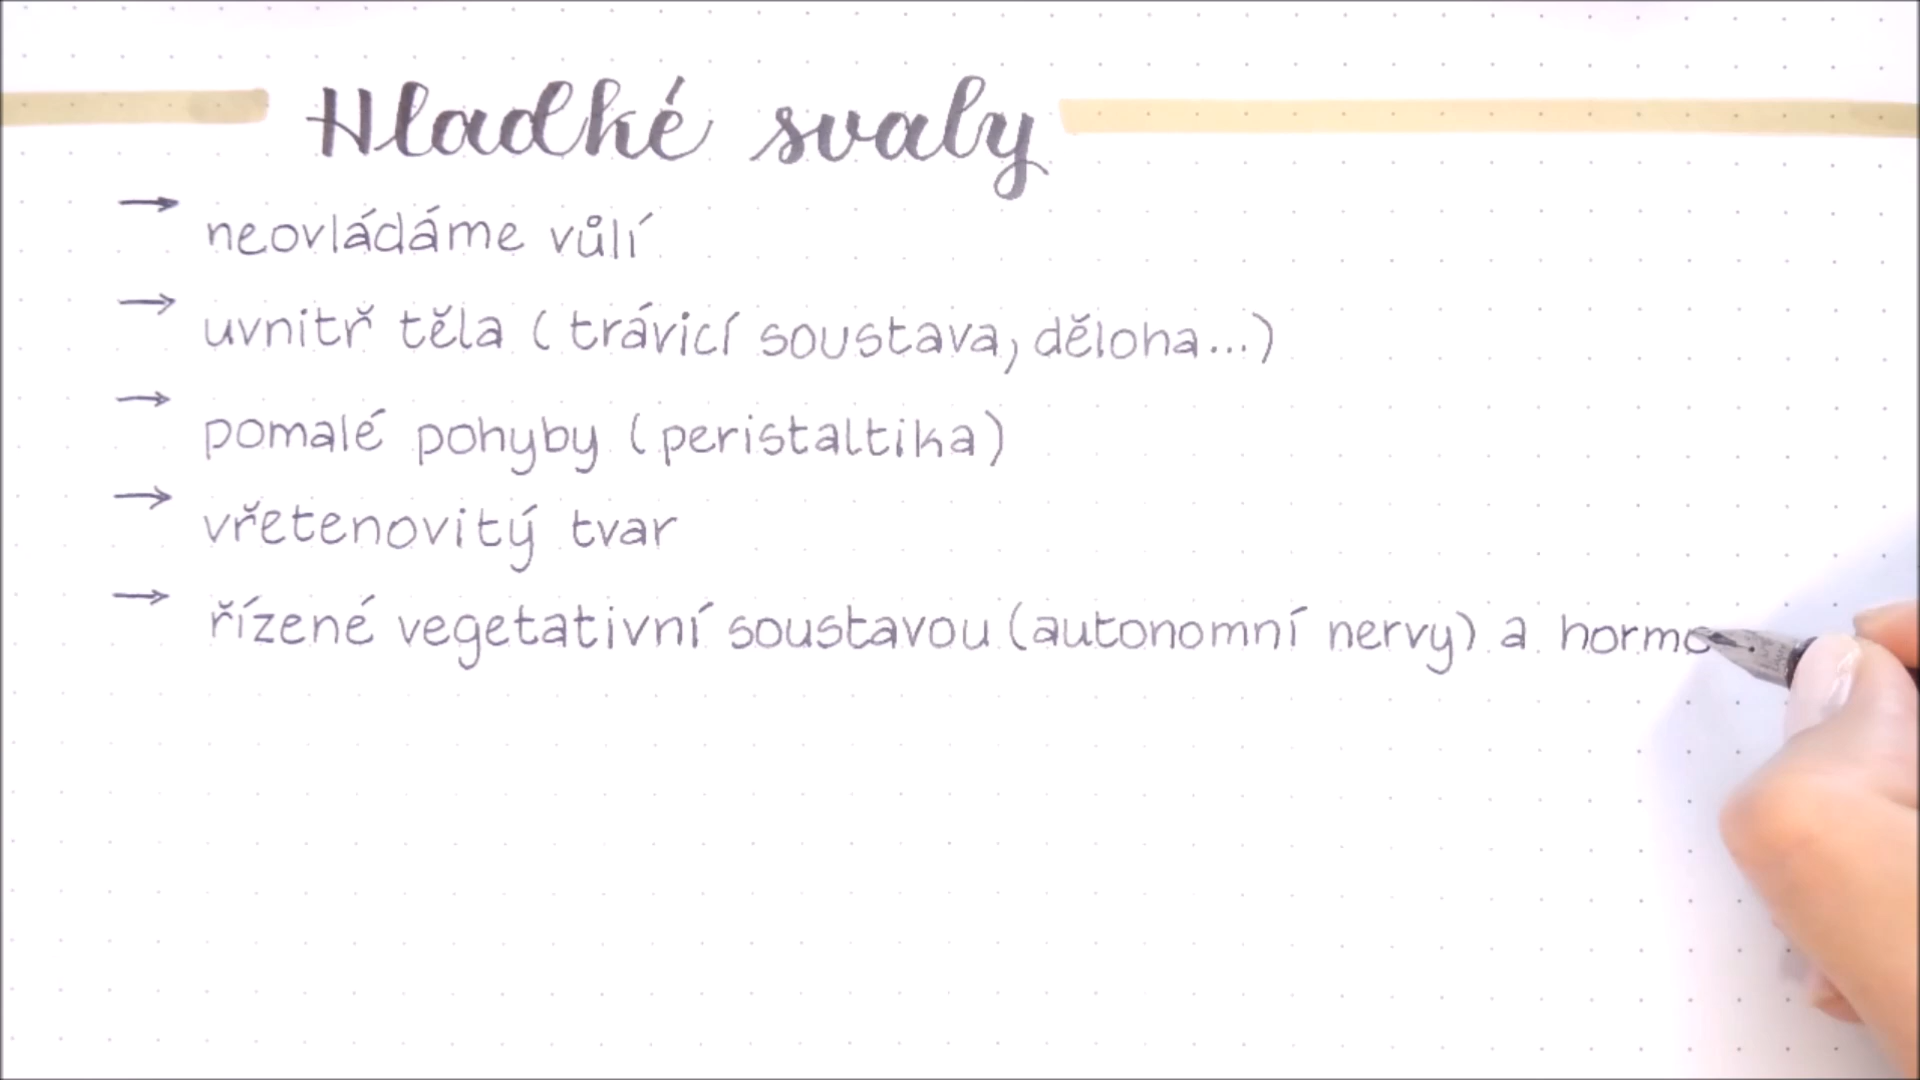 Hladké svaly
→ neovládáme vůlí
→ uvnitř těla (trávicí soustava, děloha...)
→ pomalé pohyby (peristaltika)
→ vřetenovitý tvar
→ řízené vegetativní soustavou (autonomní nervy) a hormo